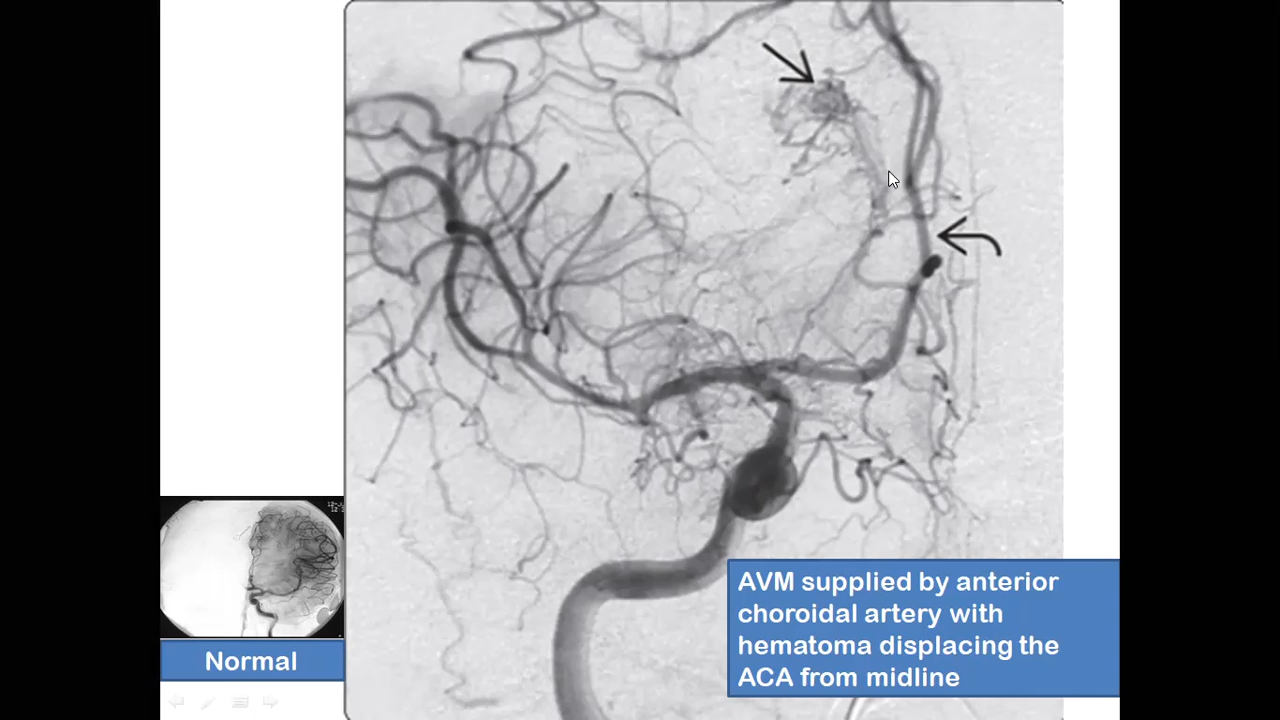 AVM supplied by anterior
choroidal artery with
hematoma displacing the
ACA from midline
Normal